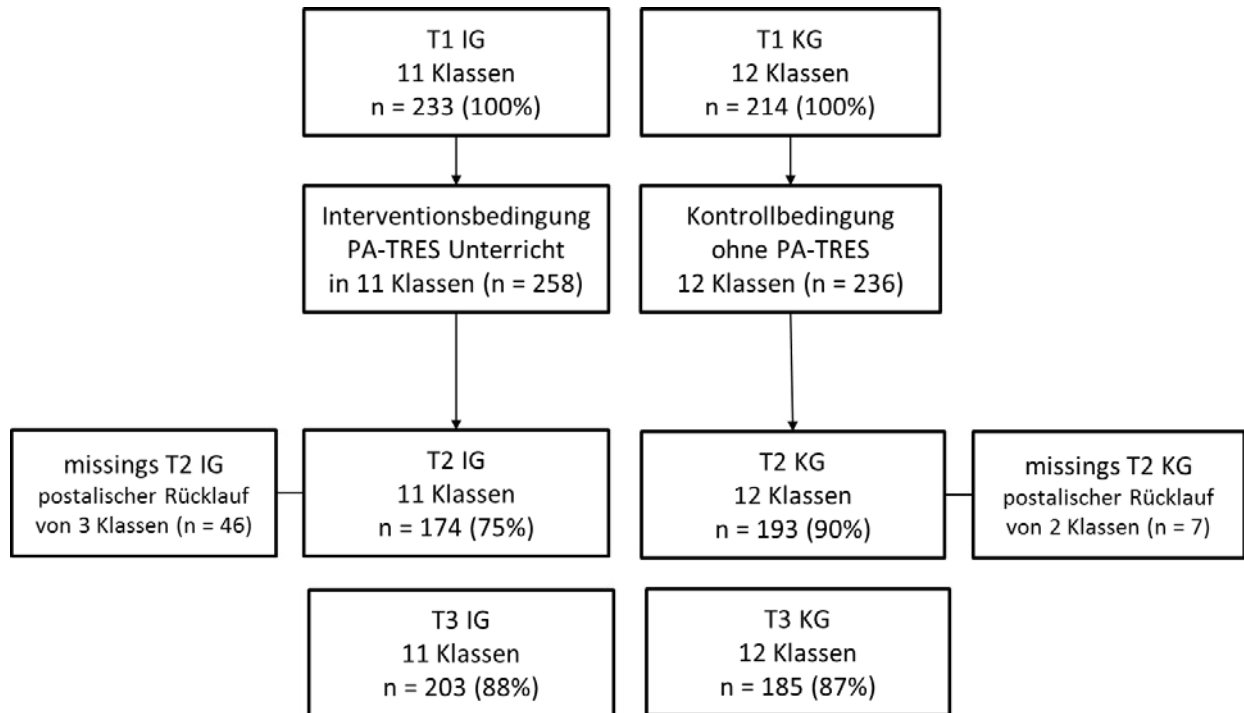 T1 IG
11 Klassen
n = 233 (100%)
T1 KG
12 Klassen
n = 214 (100%)
Interventionsbedingung
PA-TRES Unterricht
in 11 Klassen (n = 258)
Kontrollbedingung
ohne PA-TRES
12 Klassen (n = 236)
missings T2 IG
postalischer Rücklauf
von 3 Klassen (n = 46)
T2 IG
11 Klassen
n = 174 (75%)
T2 KG
12 Klassen
n = 193 (90%)
missings T2 KG
postalischer Rücklauf
von 2 Klassen (n = 7)
T3 IG
11 Klassen
n = 203 (88%)
T3 KG
12 Klassen
n = 185 (87%)